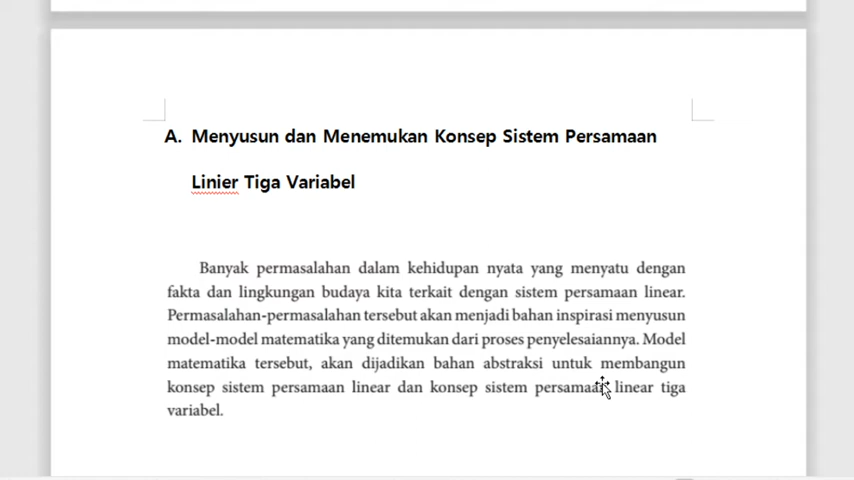 A. Menyusun dan Menemukan Konsep Sistem Persamaan
Linier Tiga Variabel
Banyak permasalahan dalam kehidupan nyata yang menyatu dengan
fakta dan lingkungan budaya kita terkait dengan sistem persamaan linear.
Permasalahan-permasalahan tersebut akan menjadi bahan inspirasi menyusun
model-model matematika yang ditemukan dari proses penyelesaiannya. Model
matematika tersebut, akan dijadikan bahan abstraksi untuk membangun
konsep sistem persamaan linear dan konsep sistem persamaan linear tiga
variabel.